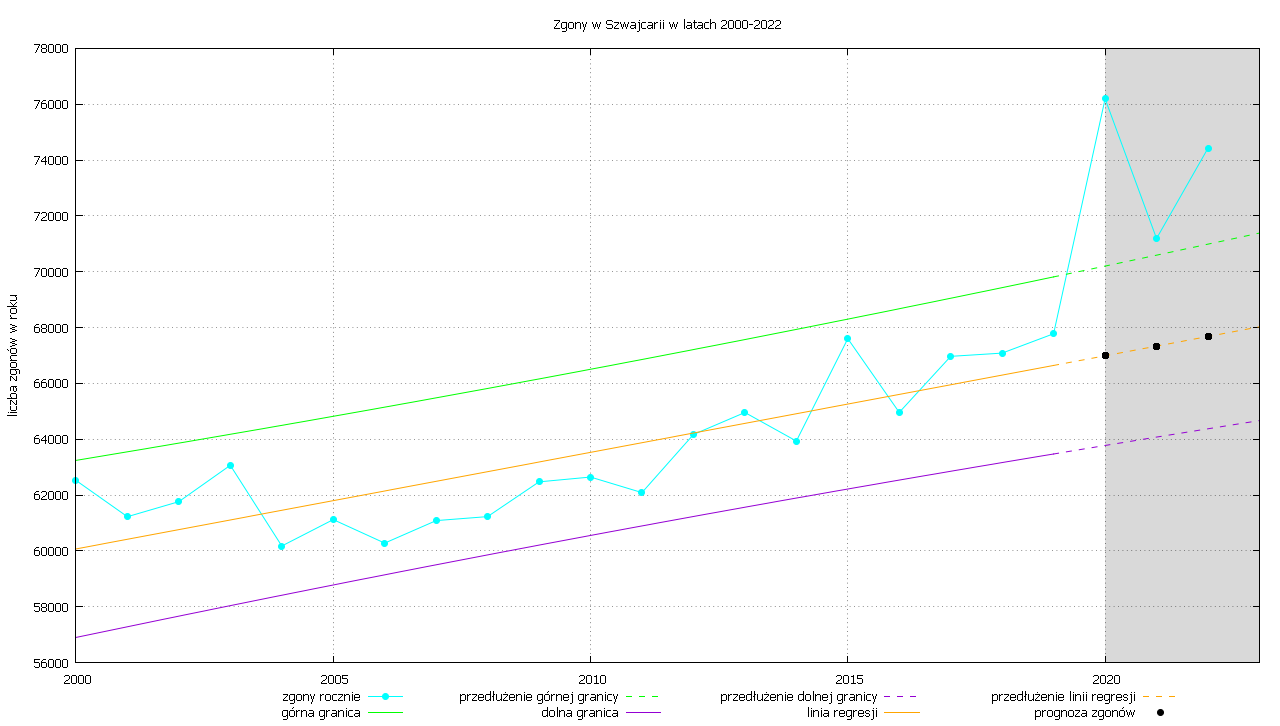 Zgony w Szwajcarii w latach 2000-2022
78000
76000
74000
72000
70000
68000
66000
64000
62000
60000
58000
56000
liczba zgonów w roku
2000 2005 2010 2015 2020
zgony rocznie przedłużenie górnej granicy przedłużenie dolnej granicy przedłużenie linii regresji
górna granica dolna granica linia regresji prognoza zgonów